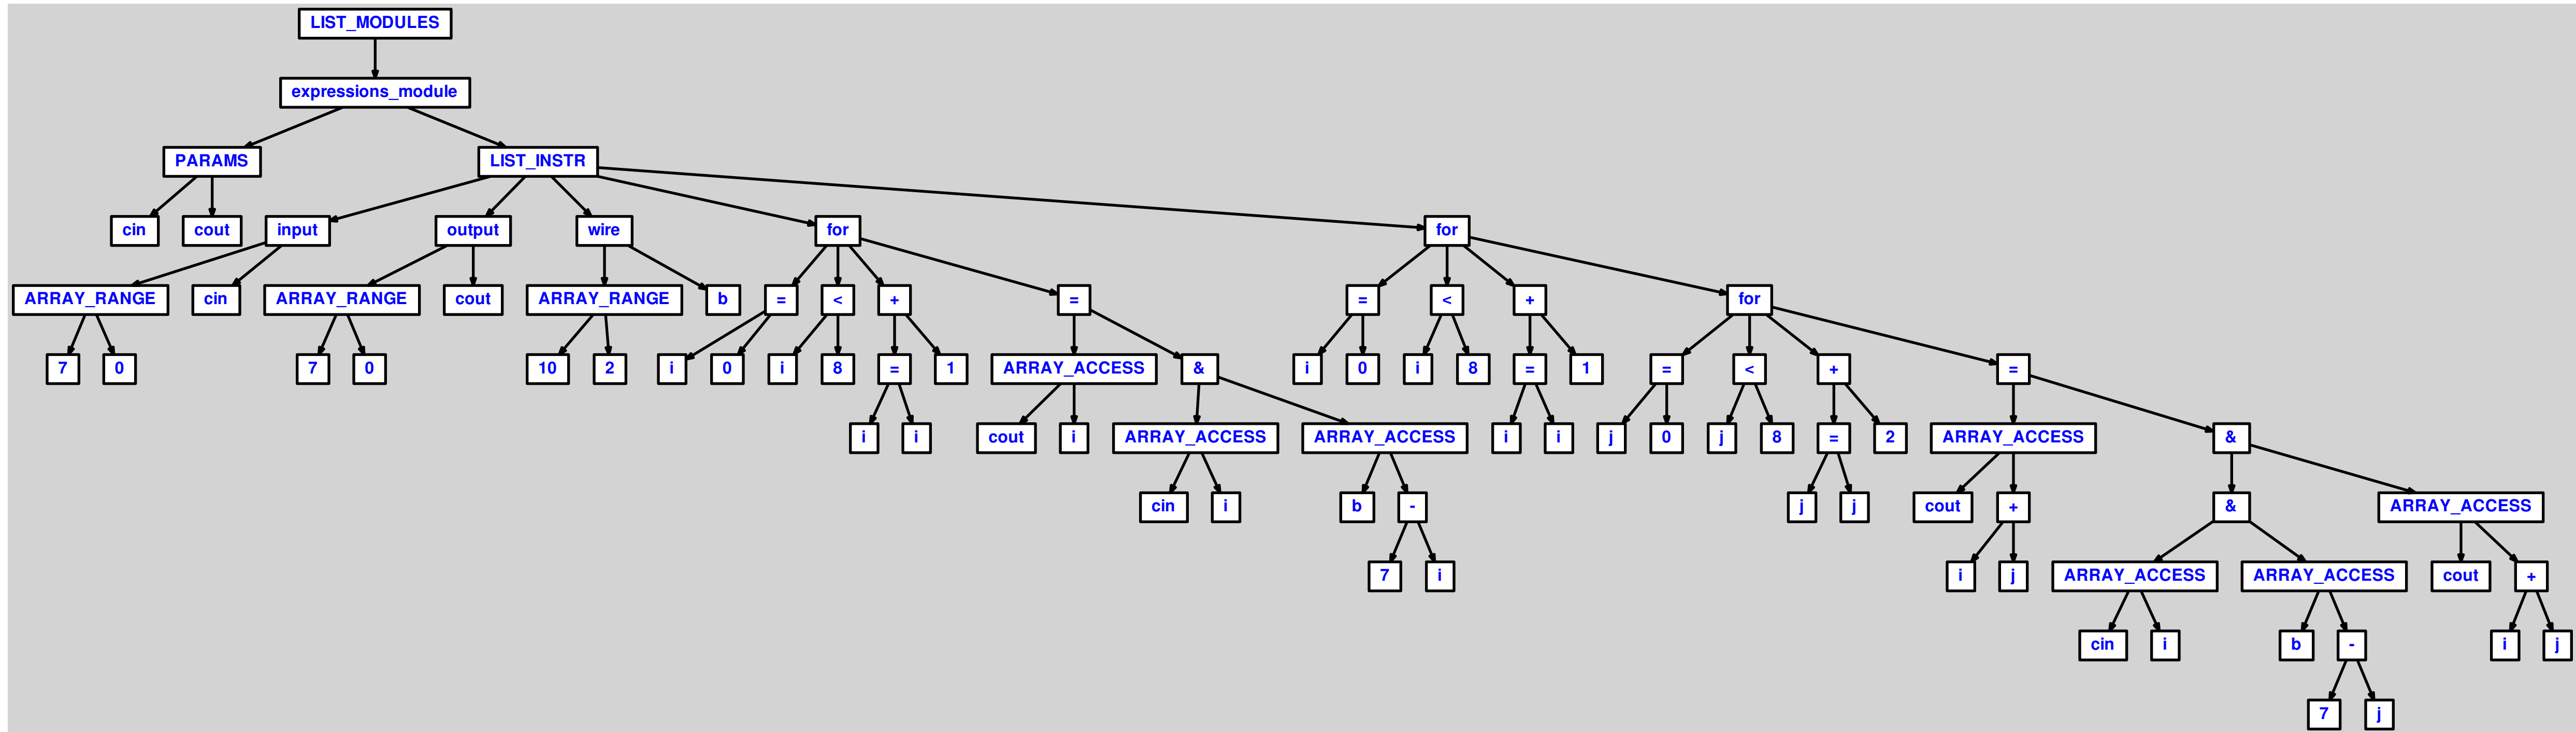 LIST_MODULES
expressions_module
PARAMS LIST_INSTR
cin cout input output wire for for
ARRAY_RANGE cin ARRAY_RANGE cout ARRAY_RANGE b = < + = = < + for
7 0 7 0 10 2 i 0 i 8 = 1 ARRAY_ACCESS & i 0 i 8 = 1 = < + =
i i cout i ARRAY_ACCESS ARRAY_ACCESS i i j 0 j 8 = 2 ARRAY_ACCESS &
cin i b - j j cout + & ARRAY_ACCESS
7 i i j ARRAY_ACCESS ARRAY_ACCESS cout +
cin i b - i j
7 j